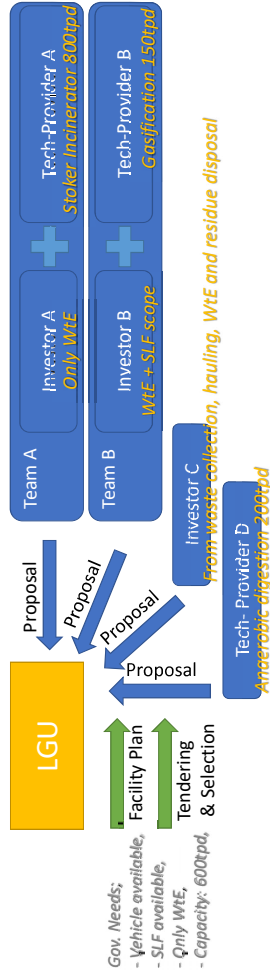 Team A
Investor A
Only WtE
Tech-Provider A
Stoker Incinerator 800tpd
Team B
Investor B
WtE + SLF scope
Tech-Provider B
Gasification 150tpd
Investor C
From waste collection, hauling, WtE and residue disposal
Tech- Provider D
Anaerobic digestion 200tpd
Proposal
Proposal
Proposal
Proposal
LGU
Facility Plan
Tendering
& Selection
Gov. Needs;
- Vehicle available,
- SLF available,
- Only WtE,
- Capacity: 600tpd,